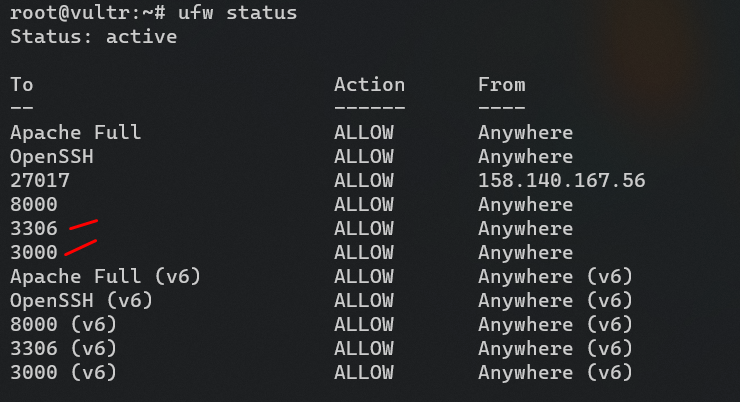 root@vultr:~# ufw status
Status: active
To Action From
-- ------ ----
Apache Full ALLOW Anywhere
OpenSSH ALLOW Anywhere
27017 ALLOW 158.140.167.56
8000 ALLOW Anywhere
3306 ALLOW Anywhere
3000 ALLOW Anywhere
Apache Full (v6) ALLOW Anywhere (v6)
OpenSSH (v6) ALLOW Anywhere (v6)
8000 (v6) ALLOW Anywhere (v6)
3306 (v6) ALLOW Anywhere (v6)
3000 (v6) ALLOW Anywhere (v6)